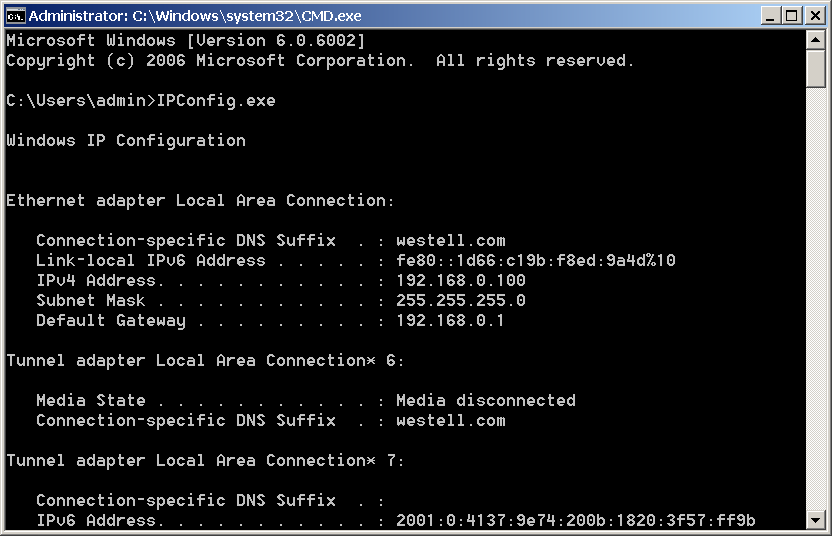 Administrator: C:\Windows\system32\CMD.exe
Microsoft Windows [Version 6.0.6002]
Copyright (c) 2006 Microsoft Corporation.  All rights reserved.
C:\Users\admin>IPConfig.exe
Windows IP Configuration
Ethernet adapter Local Area Connection:
   Connection-specific DNS Suffix  . : westell.com
   Link-local IPv6 Address . . . . . : fe80::1d66:c19b:f8ed:9a4d%10
   IPv4 Address. . . . . . . . . . . : 192.168.0.100
   Subnet Mask . . . . . . . . . . . : 255.255.255.0
   Default Gateway . . . . . . . . . : 192.168.0.1
Tunnel adapter Local Area Connection* 6:
   Media State . . . . . . . . . . . : Media disconnected
   Connection-specific DNS Suffix  . : westell.com
Tunnel adapter Local Area Connection* 7:
   Connection-specific DNS Suffix  . :
   IPv6 Address. . . . . . . . . . . : 2001:0:4137:9e74:200b:1820:3f57:ff9b